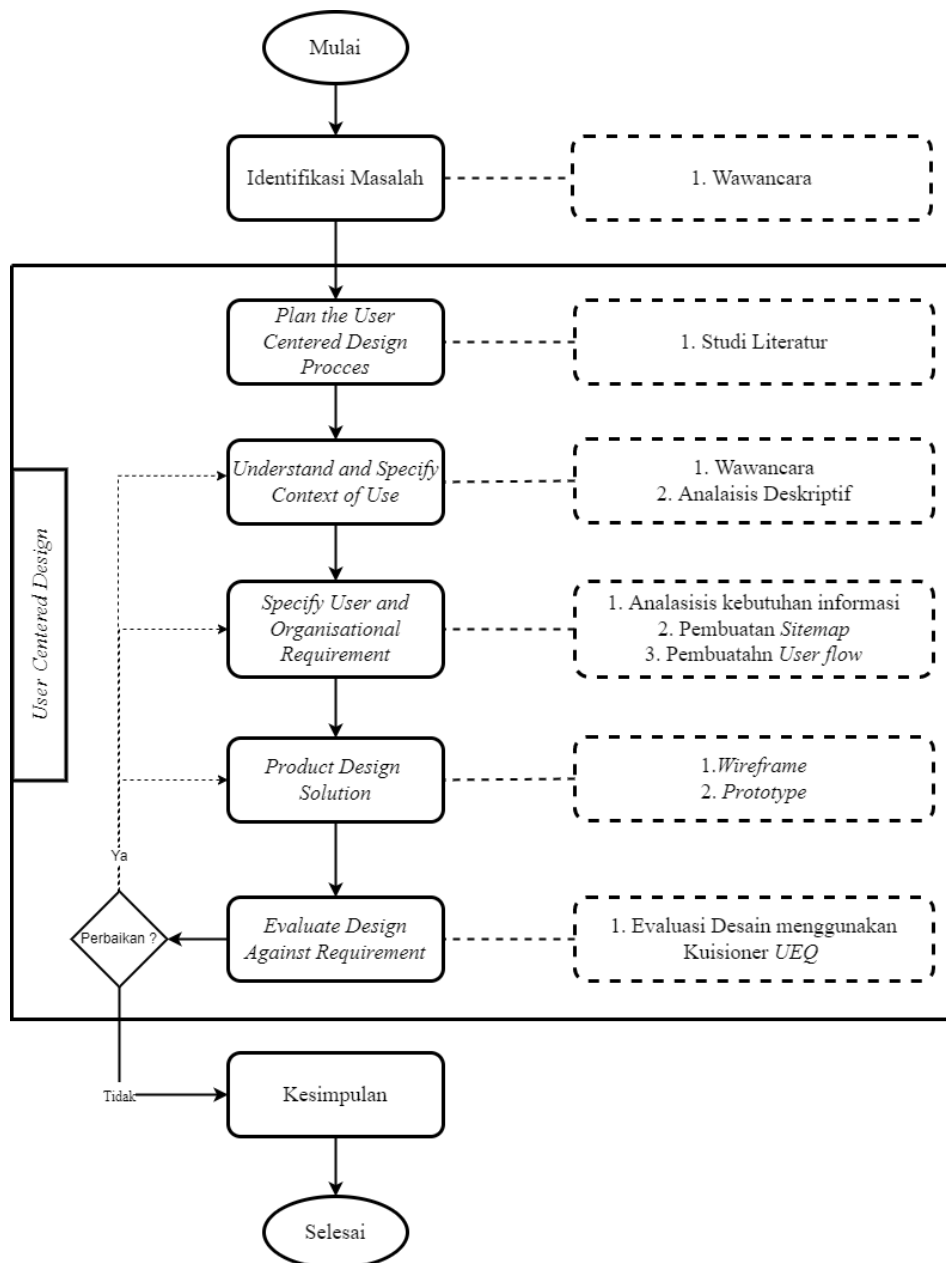 Mulai
Identifikasi Masalah
1. Wawancara
Plan the User
Centered Design
Procces
1. Studi Literatur
Understand and Specify
Context of Use
1. Wawancara
2. Analaisis Deskriptif
User Centered Design
Specify User and
Organisational
Requirement
1. Analasisis kebutuhan informasi
2. Pembuatan Sitemap
3. Pembuatahn User flow
Product Design
Solution
1.Wireframe
2. Prototype
Ya
Perbaikan ?
Evaluate Design
Against Requirement
1. Evaluasi Desain menggunakan
Kuisioner UEQ
Tidak
Kesimpulan
Selesai